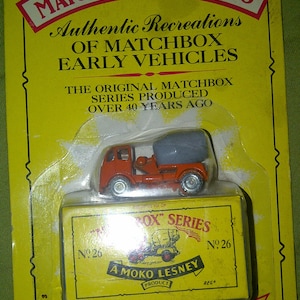 Authentic Recreations
OF MATCHBOX
EARLY VEHICLES
THE ORIGINAL MATCHBOX
SERIES PRODUCED
OVER 40 YEARS AGO
SERIES
Nº 26
Nº 26
A MOKO LESNEY
PRODUCT